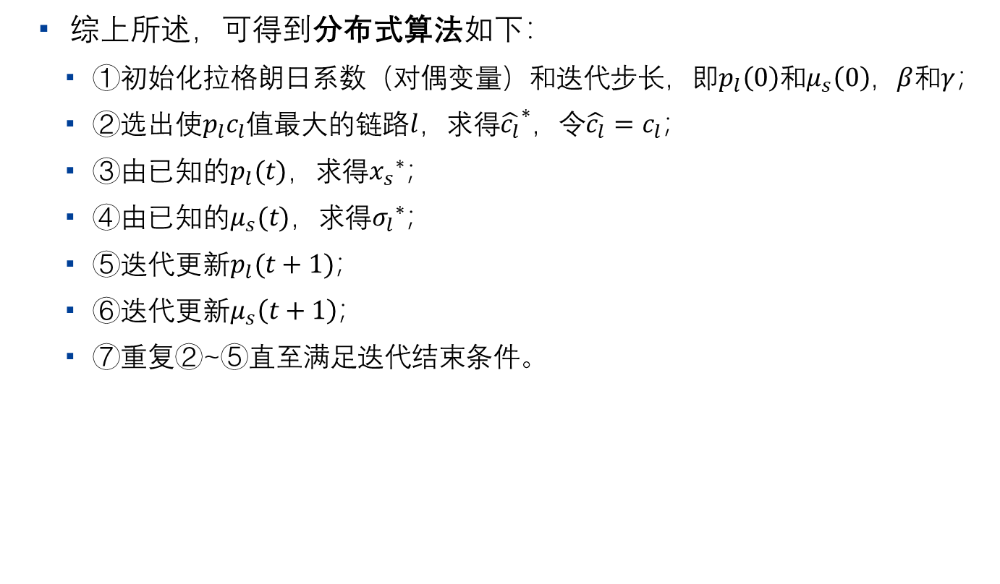 ▪ 综上所述，可得到分布式算法如下：
▪ ①初始化拉格朗日系数（对偶变量）和迭代步长，即$p_l(0)$和$\mu_s(0)$，$\beta$和$\gamma$；
▪ ②选出使$p_l c_l$值最大的链路$l$，求得$\widehat{c_l}^*$，令$\widehat{c_l} = c_l$；
▪ ③由已知的$p_l(t)$，求得${x_s}^*$；
▪ ④由已知的$\mu_s(t)$，求得${\sigma_l}^*$；
▪ ⑤迭代更新$p_l(t+1)$；
▪ ⑥迭代更新$\mu_s(t+1)$；
▪ ⑦重复②~⑤直至满足迭代结束条件。